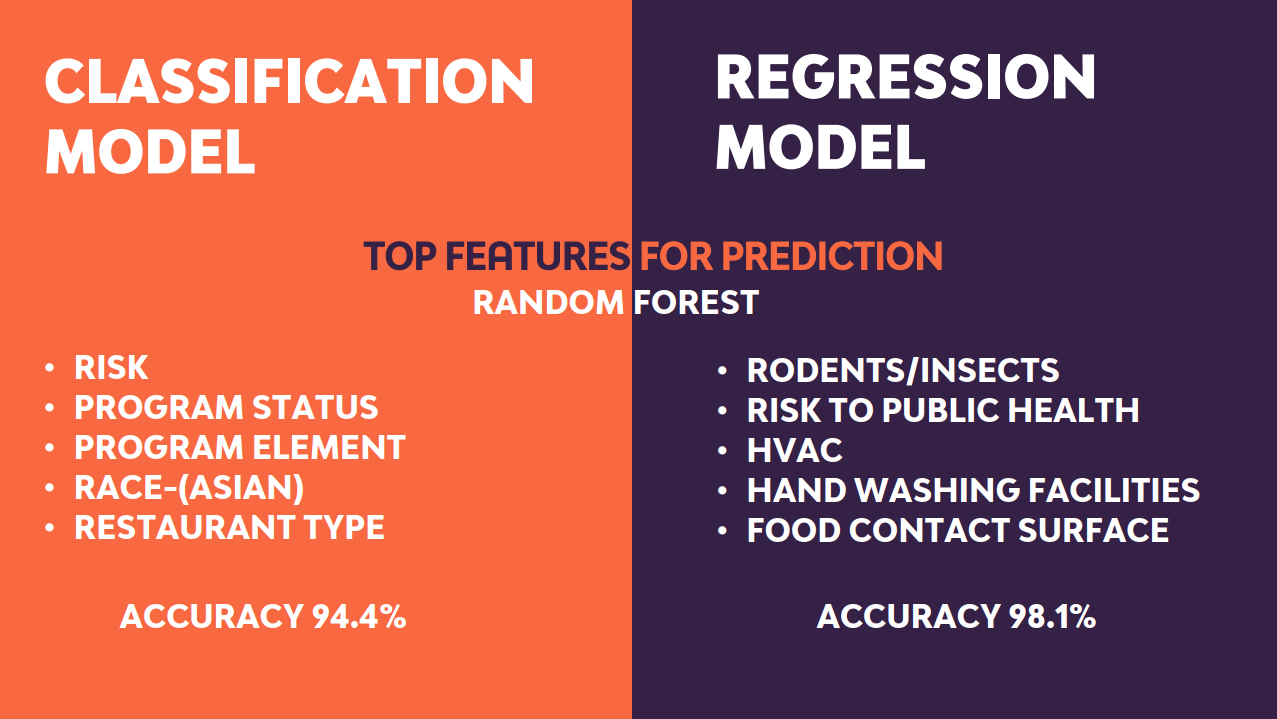 CLASSIFICATION
MODEL
REGRESSION
MODEL
TOP FEATURES FOR PREDICTION
RANDOM FOREST
• RISK
• PROGRAM STATUS
• PROGRAM ELEMENT
• RACE-(ASIAN)
• RESTAURANT TYPE
ACCURACY 94.4%
• RODENTS/INSECTS
• RISK TO PUBLIC HEALTH
• HVAC
• HAND WASHING FACILITIES
• FOOD CONTACT SURFACE
ACCURACY 98.1%